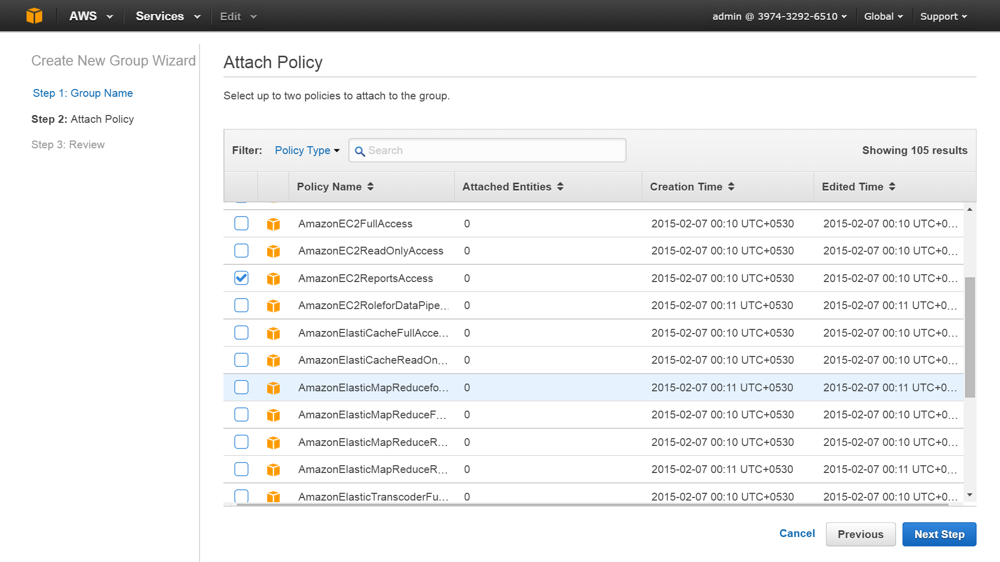 AWS Services Edit admin @ 3974-3292-6510 Global Support
Create New Group Wizard
Step 1: Group Name
Step 2: Attach Policy
Step 3: Review
Attach Policy
Select up to two policies to attach to the group.
Filter: Policy Type Search Showing 105 results
Policy Name Attached Entities Creation Time Edited Time
AmazonEC2FullAccess 0 2015-02-07 00:10 UTC+0530 2015-02-07 00:10 UTC+0...
AmazonEC2ReadOnlyAccess 0 2015-02-07 00:10 UTC+0530 2015-02-07 00:10 UTC+0...
AmazonEC2ReportsAccess 0 2015-02-07 00:10 UTC+0530 2015-02-07 00:10 UTC+0...
AmazonEC2RoleforDataPipe... 0 2015-02-07 00:11 UTC+0530 2015-02-07 00:11 UTC+0...
AmazonElastiCacheFullAcce... 0 2015-02-07 00:10 UTC+0530 2015-02-07 00:10 UTC+0...
AmazonElastiCacheReadOn... 0 2015-02-07 00:10 UTC+0530 2015-02-07 00:10 UTC+0...
AmazonElasticMapReducefo... 0 2015-02-07 00:11 UTC+0530 2015-02-07 00:11 UTC+0...
AmazonElasticMapReduceF... 0 2015-02-07 00:10 UTC+0530 2015-02-07 00:10 UTC+0...
AmazonElasticMapReduceR... 0 2015-02-07 00:10 UTC+0530 2015-02-07 00:10 UTC+0...
AmazonElasticMapReduceR... 0 2015-02-07 00:11 UTC+0530 2015-02-07 00:11 UTC+0...
AmazonElasticTranscoderFu... 0 2015-02-07 00:10 UTC+0530 2015-02-07 00:10 UTC+0...
Cancel Previous Next Step